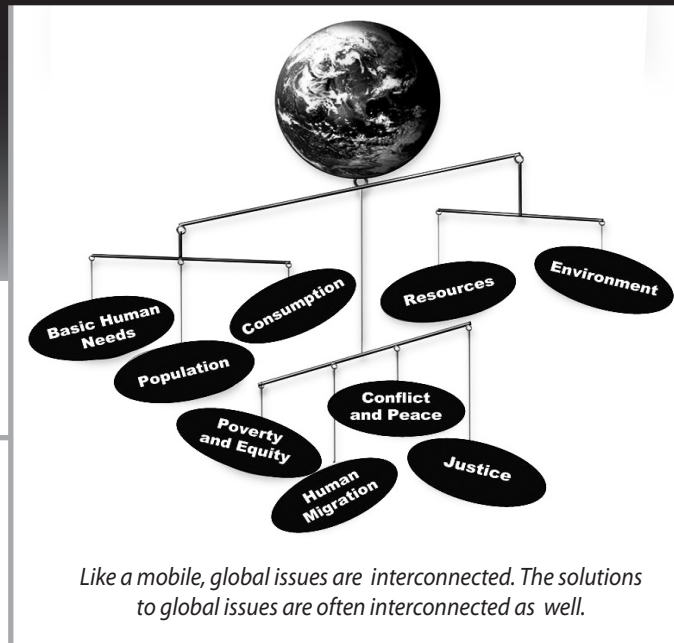 Basic Human
Needs
Population
Consumption
Resources
Environment
Poverty
and Equity
Human
Migration
Conflict
and Peace
Justice
Like a mobile, global issues are interconnected. The solutions
to global issues are often interconnected as well.